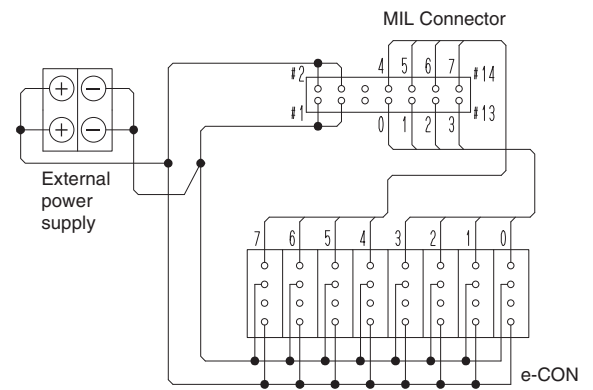 MIL Connector
4 5 6 7
#2 #14
#1 #13
0 1 2 3
+ −
+ −
External
power
supply
7 6 5 4 3 2 1 0
e-CON